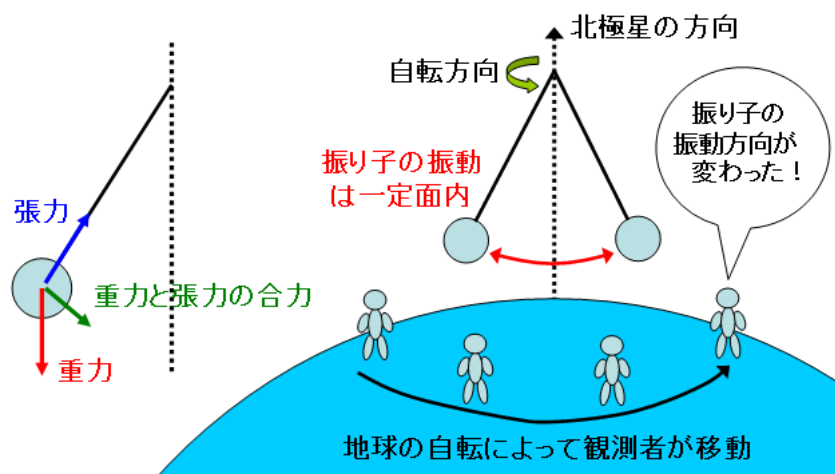 張力
重力と張力の合力
重力
北極星の方向
自転方向
振り子の振動
は一定面内
振り子の
振動方向が
変わった！
地球の自転によって観測者が移動